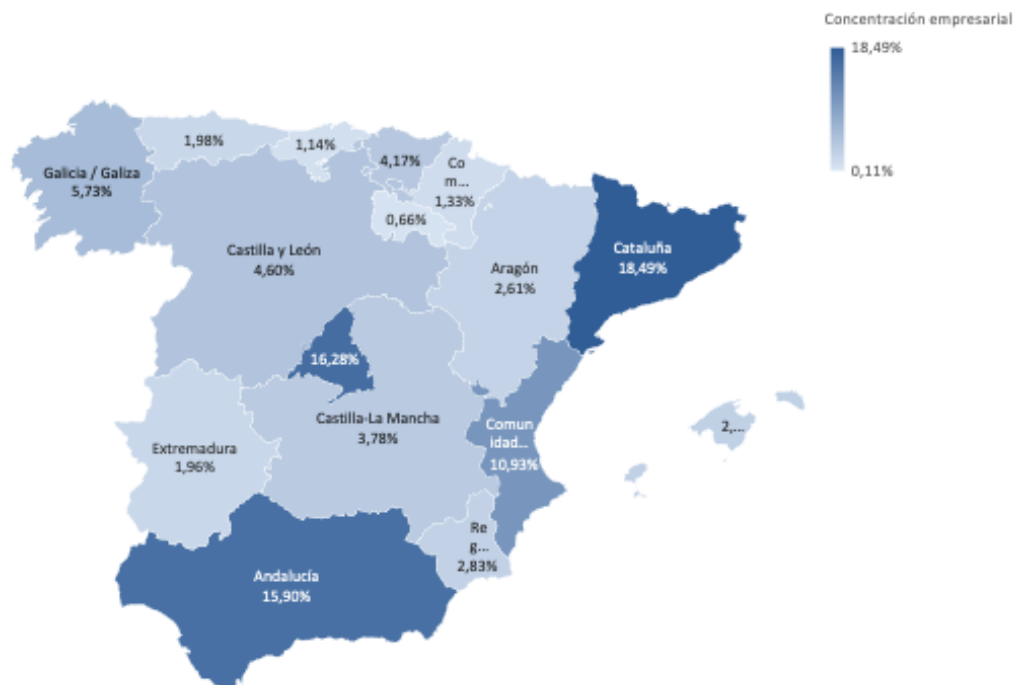 Concentración empresarial
18,49%
0,11%
1,98%
1,14%
4,17%
Co
m...
1,33%
Galicia / Galiza
5,73%
0,66%
Castilla y León
4,60%
Aragón
2,61%
Cataluña
18,49%
16,28%
Castilla-La Mancha
3,78%
Comun
idad...
10,93%
2,...
Extremadura
1,96%
Re
g...
2,83%
Andalucía
15,90%